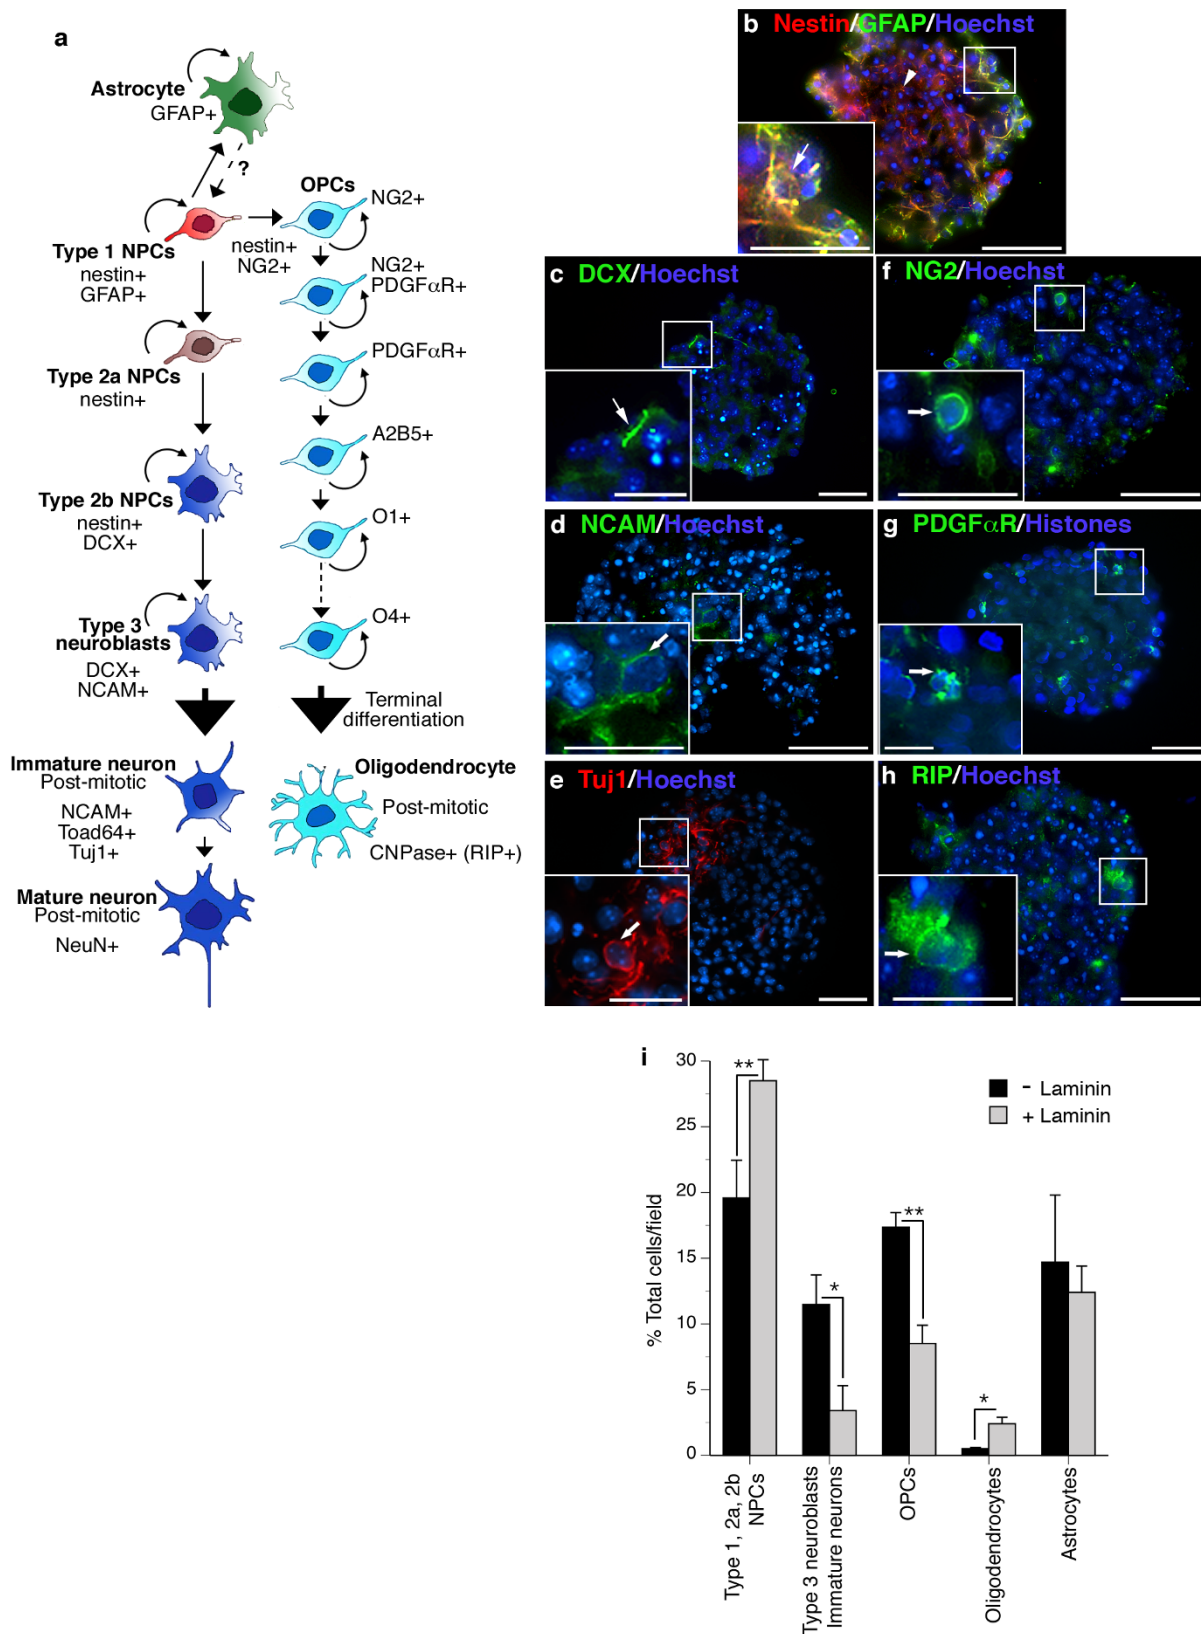 a
Astrocyte
GFAP+
?
Type 1 NPCs
nestin+
GFAP+
Type 2a NPCs
nestin+
Type 2b NPCs
nestin+
DCX+
Type 3
neuroblasts
DCX+
NCAM+
Immature neuron
Post-mitotic
NCAM+
Toad64+
Tuj1+
Mature neuron
Post-mitotic
NeuN+
OPCs
NG2+
nestin+
NG2+
NG2+
PDGFαR+
PDGFαR+
A2B5+
O1+
O4+
Terminal
differentiation
Oligodendrocyte
Post-mitotic
CNPase+ (RIP+)
b Nestin/GFAP/Hoechst
c DCX/Hoechst
d NCAM/Hoechst
e Tuj1/Hoechst
f NG2/Hoechst
g PDGFαR/Histones
h RIP/Hoechst
i
% Total cells/field
30
25
20
15
10
5
0
**
*
**
*
- Laminin
+ Laminin
Type 1, 2a, 2b
NPCs
Type 3 neuroblasts
Immature neurons
OPCs
Oligodendrocytes
Astrocytes